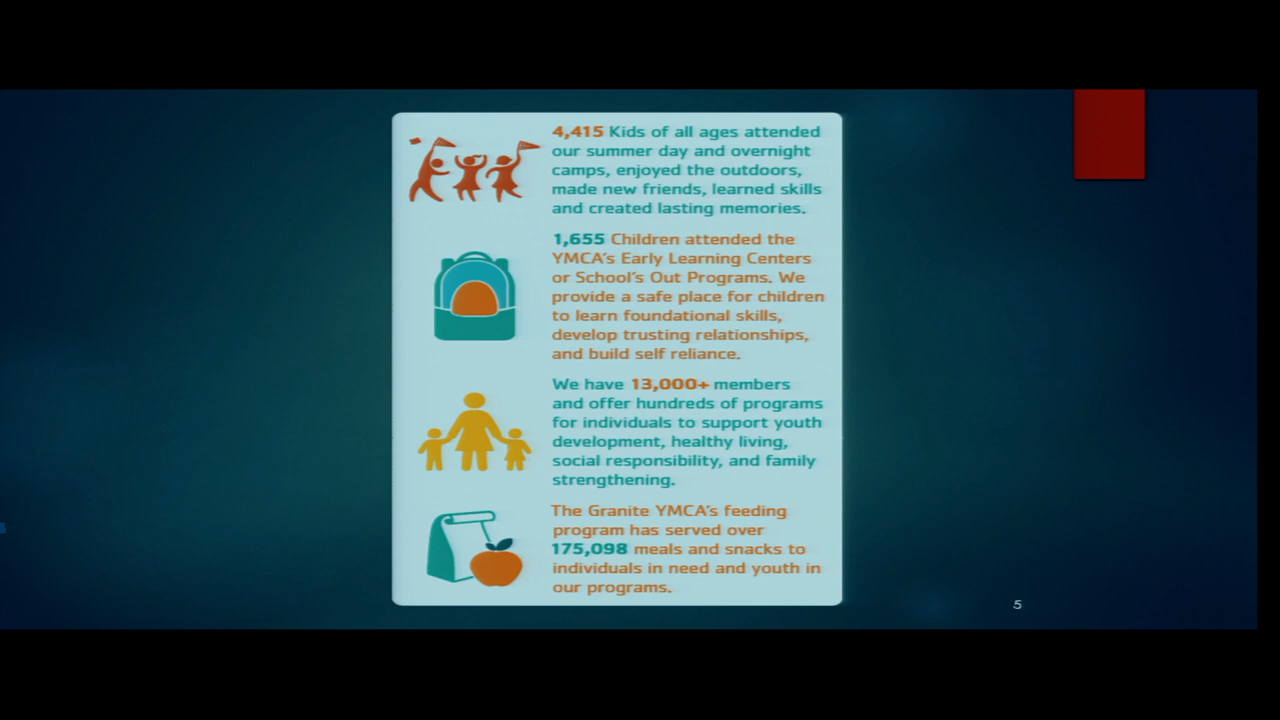 4,415 Kids of all ages attended
our summer day and overnight
camps, enjoyed the outdoors,
made new friends, learned skills
and created lasting memories.
1,655 Children attended the
YMCA's Early Learning Centers
or School's Out Programs. We
provide a safe place for children
to learn foundational skills,
develop trusting relationships,
and build self reliance.
We have 13,000+ members
and offer hundreds of programs
for individuals to support youth
development, healthy living,
social responsibility, and family
strengthening.
The Granite YMCA's feeding
program has served over
175,098 meals and snacks to
individuals in need and youth in
our programs.
5